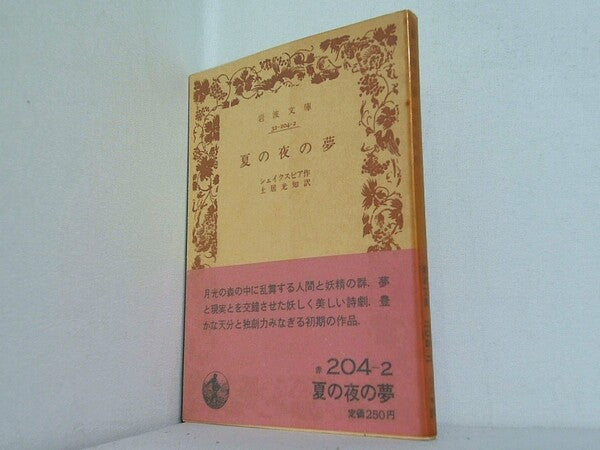 岩波文庫
32-204-2
夏の夜の夢
シェイクスピア作
土居光知訳
月光の森の中に乱舞する人間と妖精の群．夢
と現実とを交錯させた妖しく美しい詩劇．豊
かな天分と独創力みなぎる初期の作品．
赤 204-2
夏の夜の夢
定価250円